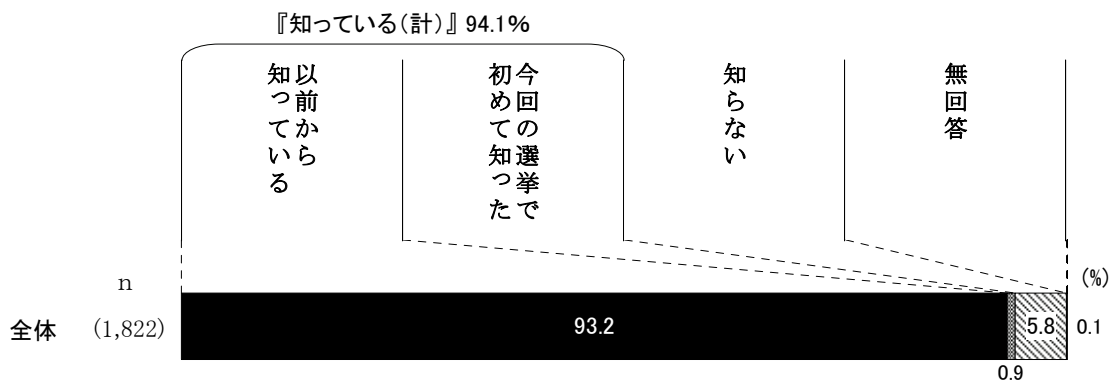 『知っている(計)』 94.1%
以前から
知っている
今回の選挙で
初めて知った
知らない
無回答
n
(%)
全体 (1,822) 93.2 5.8 0.1
0.9